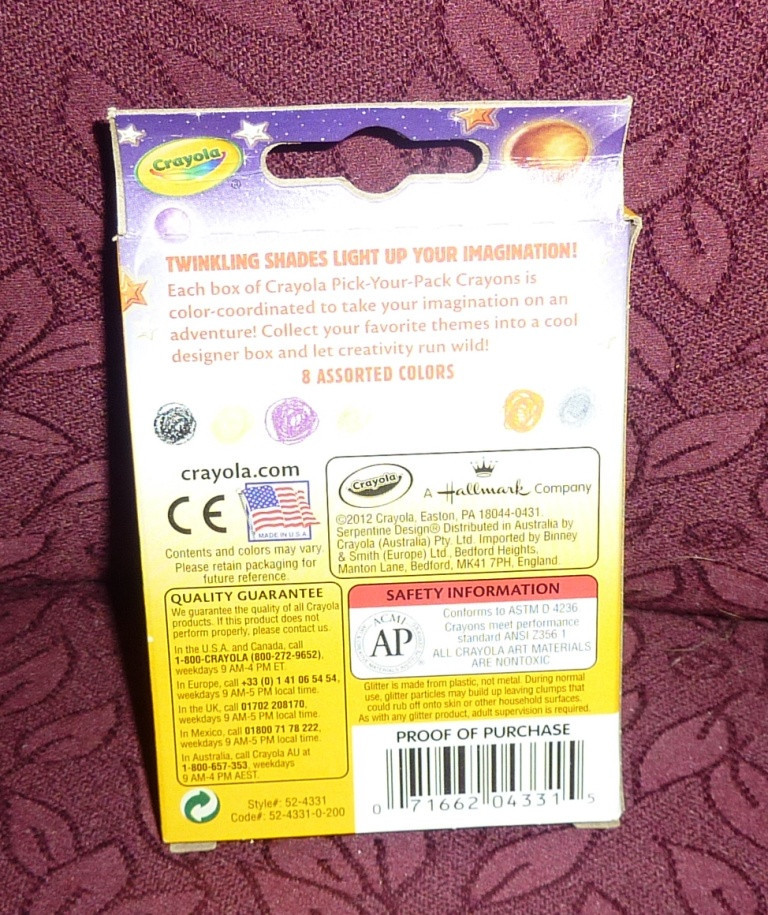 Crayola
®
TWINKLING SHADES LIGHT UP YOUR IMAGINATION!
Each box of Crayola Pick-Your-Pack Crayons is
color-coordinated to take your imagination on an
adventure! Collect your favorite themes into a cool
designer box and let creativity run wild!
8 ASSORTED COLORS
crayola.com
CE
MADE IN U.S.A.
Contents and colors may vary.
Please retain packaging for
future reference.
Crayola
A Hallmark Company
©2012 Crayola, Easton, PA 18044-0431
Serpentine Design® Distributed in Australia by
Crayola (Australia) Pty. Ltd. Imported by Binney
& Smith (Europe) Ltd., Bedford Heights,
Manton Lane, Bedford, MK41 7PH, England
QUALITY GUARANTEE
We guarantee the quality of all Crayola
products. If this product does not
perform properly, please contact us.
In the U.S.A. and Canada, call
1-800-CRAYOLA (800-272-9652),
weekdays 9 AM-4 PM ET.
In Europe, call +33 (0) 1 41 06 54 54,
weekdays 9 AM-5 PM local time.
In the UK, call 01702 208170,
weekdays 9 AM-5 PM local time.
In Mexico, call 01800 71 78 222,
weekdays 9 AM-5 PM local time.
In Australia, call Crayola AU at
1-800-657-353, weekdays
9 AM-4 PM AEST.
SAFETY INFORMATION
ACMI
AP
Conforms to ASTM D 4236
Crayons meet performance
standard ANSI Z356.1
ALL CRAYOLA ART MATERIALS
ARE NONTOXIC
Glitter is made from plastic, not metal. During normal
use, glitter particles may build up leaving clumps that
could rub off onto skin or other household surfaces.
As with any glitter product, adult supervision is required.
Style#: 52-4331
Code#: 52-4331-0-200
PROOF OF PURCHASE
0 71662 04331 5